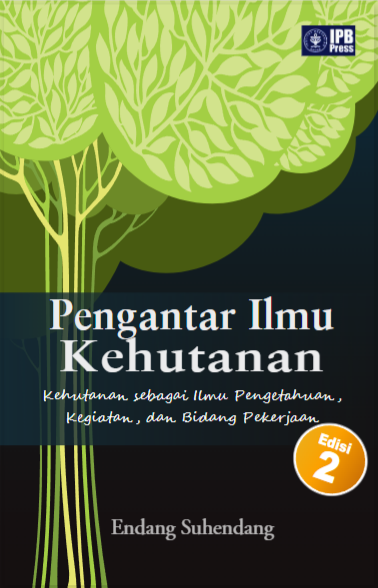 IPB
Press
Pengantar Ilmu
Kehutanan
Kehutanan sebagai Ilmu Pengetahuan,
Kegiatan, dan Bidang Pekerjaan
Edisi
2
Endang Suhendang